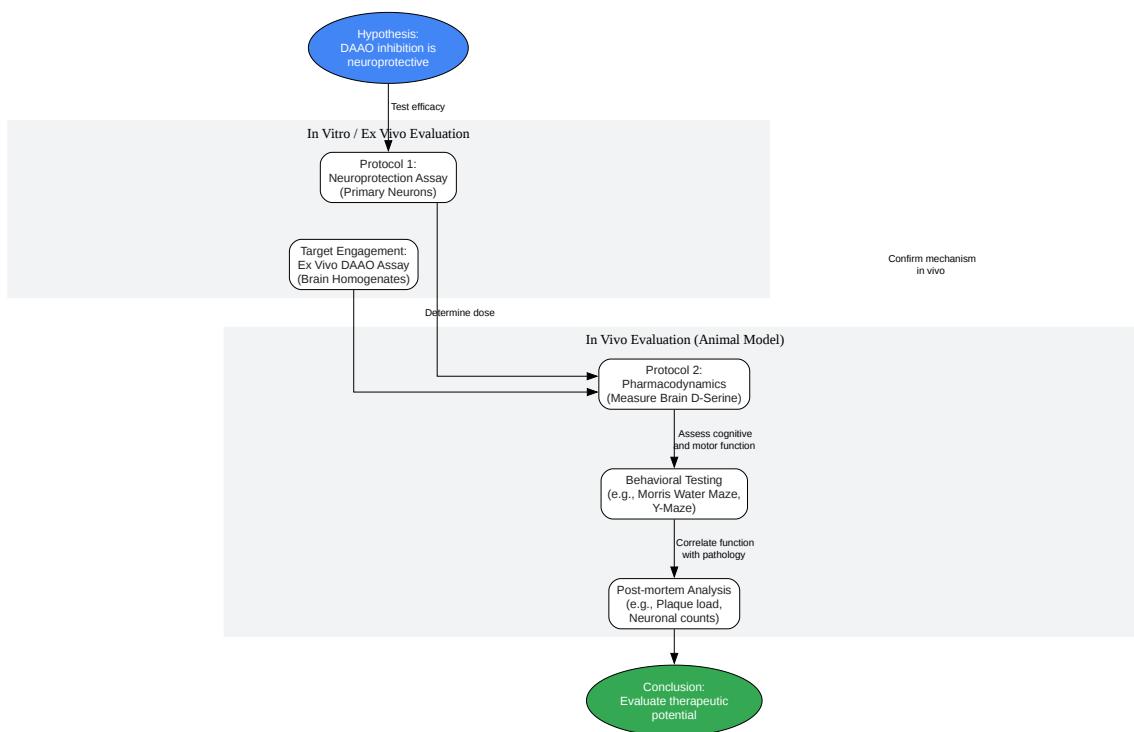 Hypothesis:
DAAO inhibition is
neuroprotective
Test efficacy
In Vitro / Ex Vivo Evaluation
Protocol 1:
Neuroprotection Assay
(Primary Neurons)
Target Engagement:
Ex Vivo DAAO Assay
(Brain Homogenates)
Confirm mechanism
in vivo
Determine dose
In Vivo Evaluation (Animal Model)
Protocol 2:
Pharmacodynamics
(Measure Brain D-Serine)
Assess cognitive
and motor function
Behavioral Testing
(e.g., Morris Water Maze,
Y-Maze)
Correlate function
with pathology
Post-mortem Analysis
(e.g., Plaque load,
Neuronal counts)
Conclusion:
Evaluate therapeutic
potential